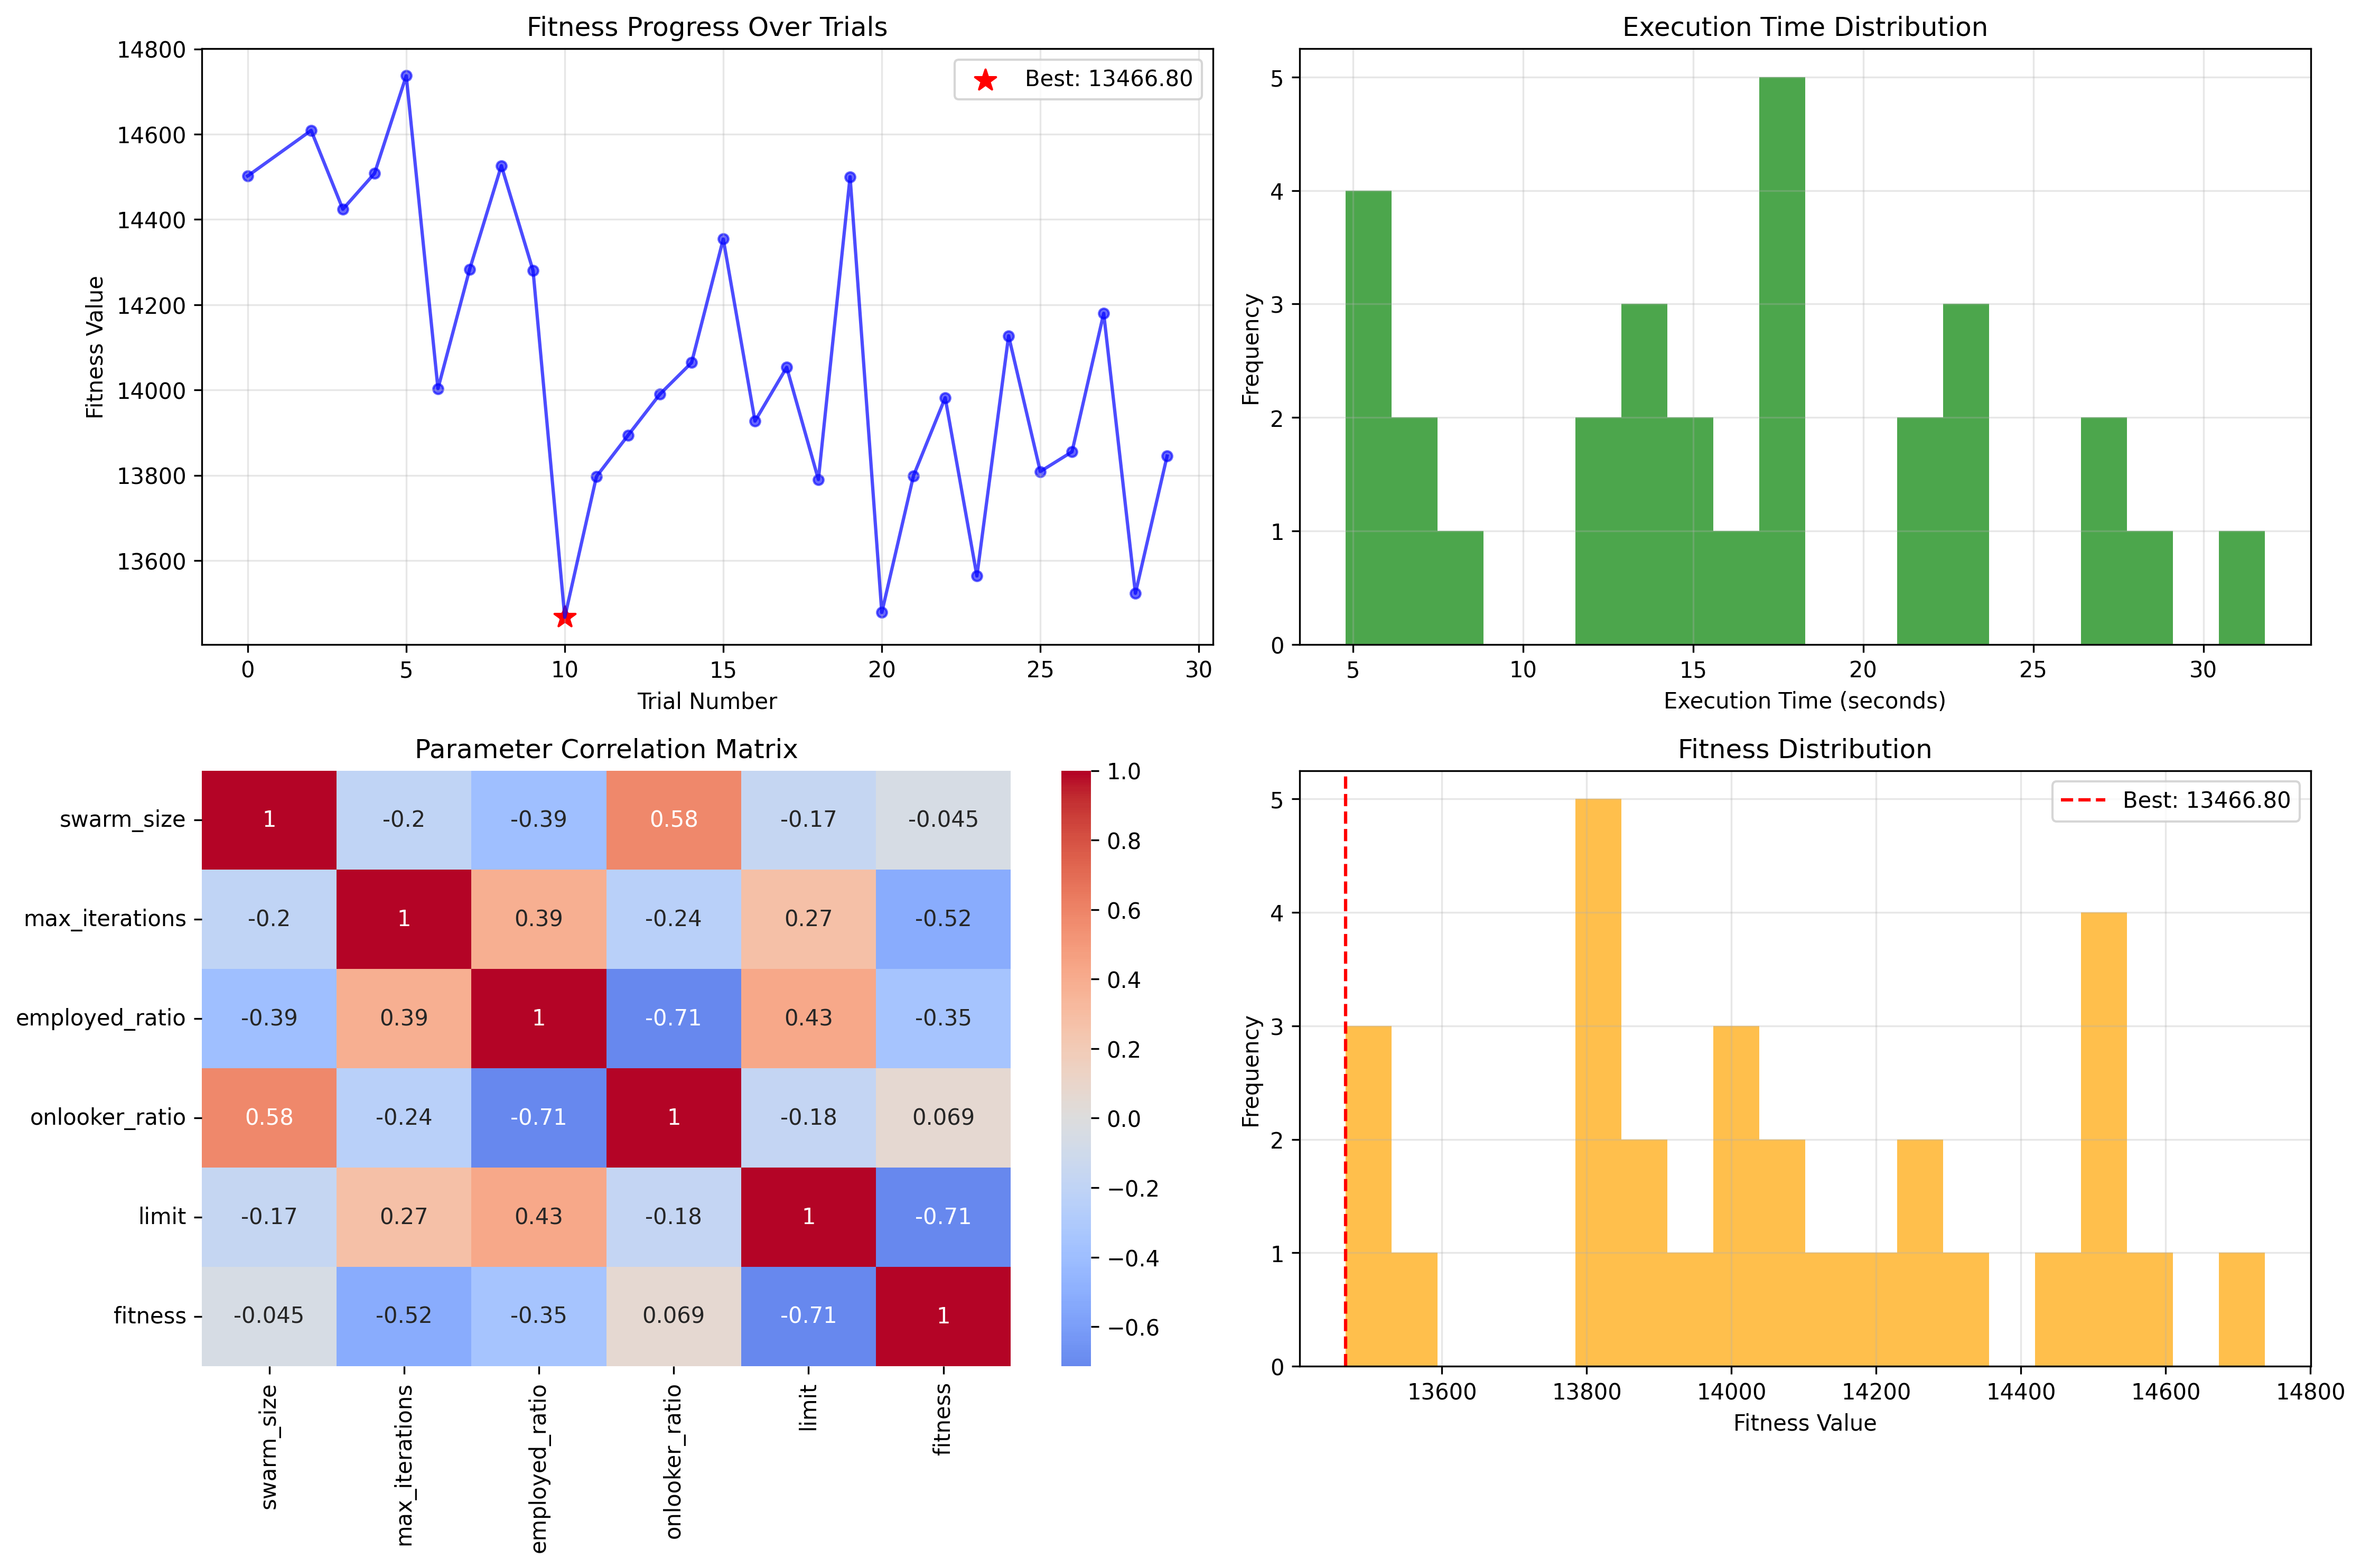 Fitness Progress Over Trials
14800
14600
14400
14200
14000
13800
13600
Fitness Value
Best: 13466.80
0 5 10 15 20 25 30
Trial Number
Execution Time Distribution
5
4
3
2
1
0
Frequency
5 10 15 20 25 30
Execution Time (seconds)
Parameter Correlation Matrix
swarm_size 1 -0.2 -0.39 0.58 -0.17 -0.045
max_iterations -0.2 1 0.39 -0.24 0.27 -0.52
employed_ratio -0.39 0.39 1 -0.71 0.43 -0.35
onlooker_ratio 0.58 -0.24 -0.71 1 -0.18 0.069
limit -0.17 0.27 0.43 -0.18 1 -0.71
fitness -0.045 -0.52 -0.35 0.069 -0.71 1
swarm_size
max_iterations
employed_ratio
onlooker_ratio
limit
fitness
1.0
0.8
0.6
0.4
0.2
0.0
−0.2
−0.4
−0.6
Fitness Distribution
5
4
3
2
1
0
Frequency
Best: 13466.80
13600 13800 14000 14200 14400 14600 14800
Fitness Value